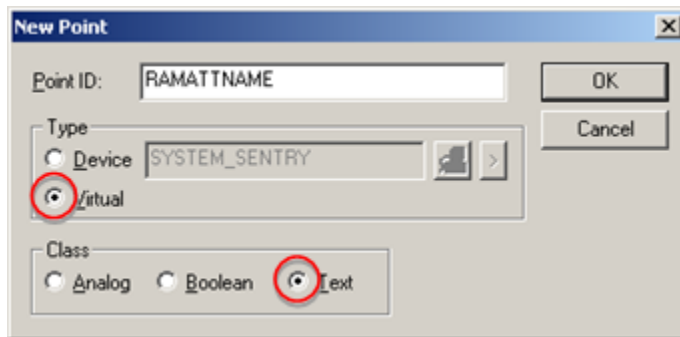 New Point
Point ID: RAMATTNAME OK
Type Cancel
Device SYSTEM_SENTRY >
Virtual
Class
Analog Boolean Text